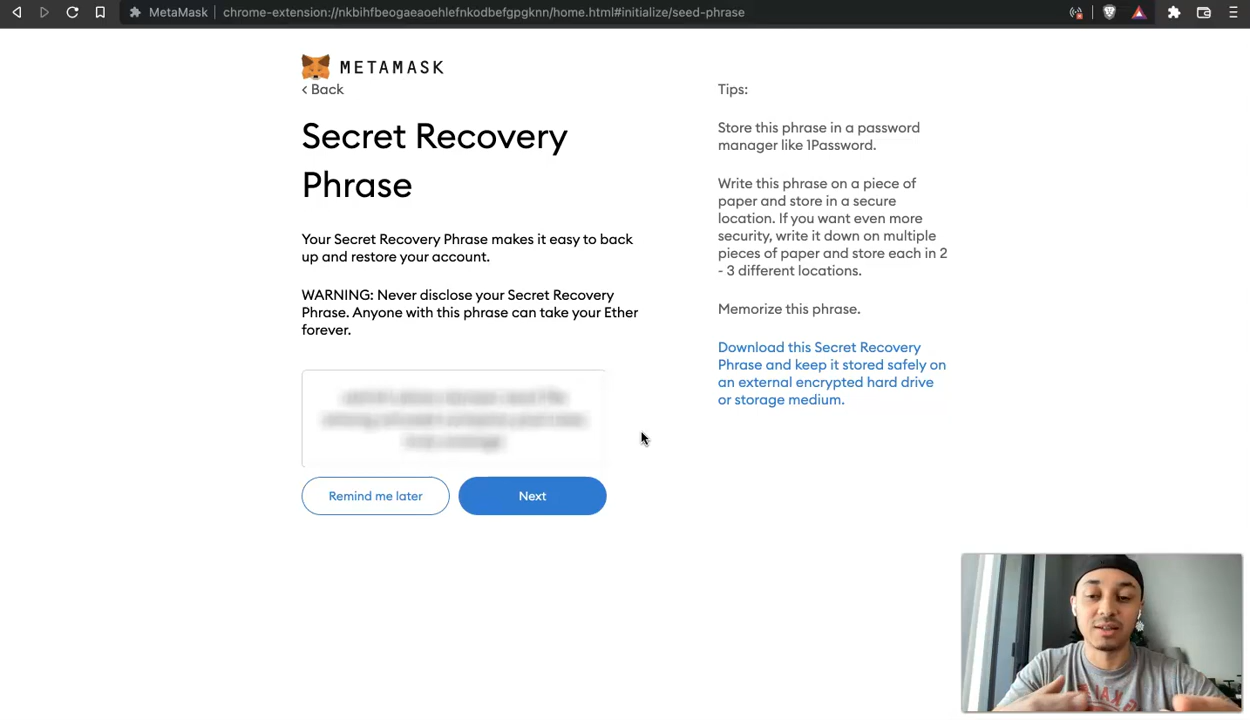 MetaMask
chrome-extension://nkbihfbeogaeaoehlefnkodbefgpgknn/home.html#initialize/seed-phrase
METAMASK
< Back
Secret Recovery
Phrase
Your Secret Recovery Phrase makes it easy to back
up and restore your account.
WARNING: Never disclose your Secret Recovery
Phrase. Anyone with this phrase can take your Ether
forever.
Remind me later
Next
Tips:
Store this phrase in a password
manager like 1Password.
Write this phrase on a piece of
paper and store in a secure
location. If you want even more
security, write it down on multiple
pieces of paper and store each in 2
- 3 different locations.
Memorize this phrase.
Download this Secret Recovery
Phrase and keep it stored safely on
an external encrypted hard drive
or storage medium.